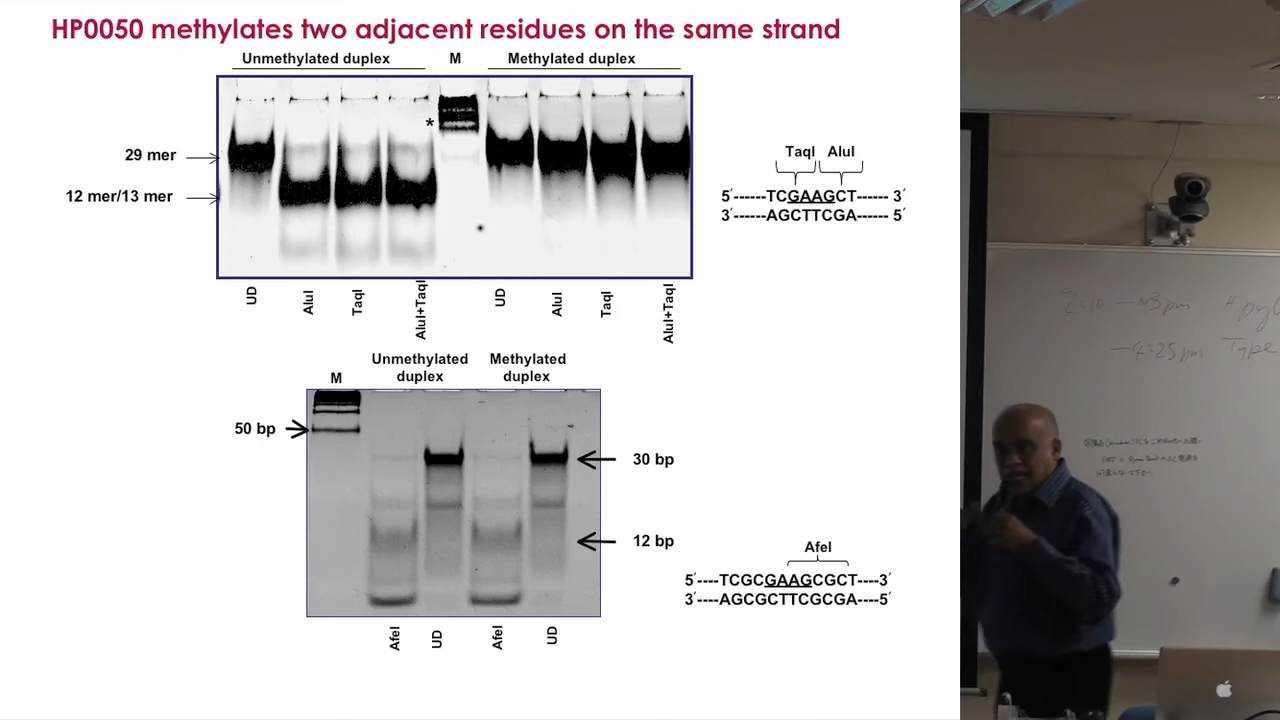 HP0050 methylates two adjacent residues on the same strand
Unmethylated duplex
M
Methylated duplex
*
29 mer
12 mer/13 mer
UD
AluI
TaqI
AluI+TaqI
UD
AluI
TaqI
AluI+TaqI
TaqI AluI
5′------TCGAAGCT------ 3′
3′------AGCTTCGA------ 5′
M
Unmethylated
duplex
Methylated
duplex
50 bp
30 bp
12 bp
AfeI
UD
AfeI
UD
AfeI
5′----TCGCGAAGCGCT----3′
3′----AGCGCTTCGCGA----5′
Type